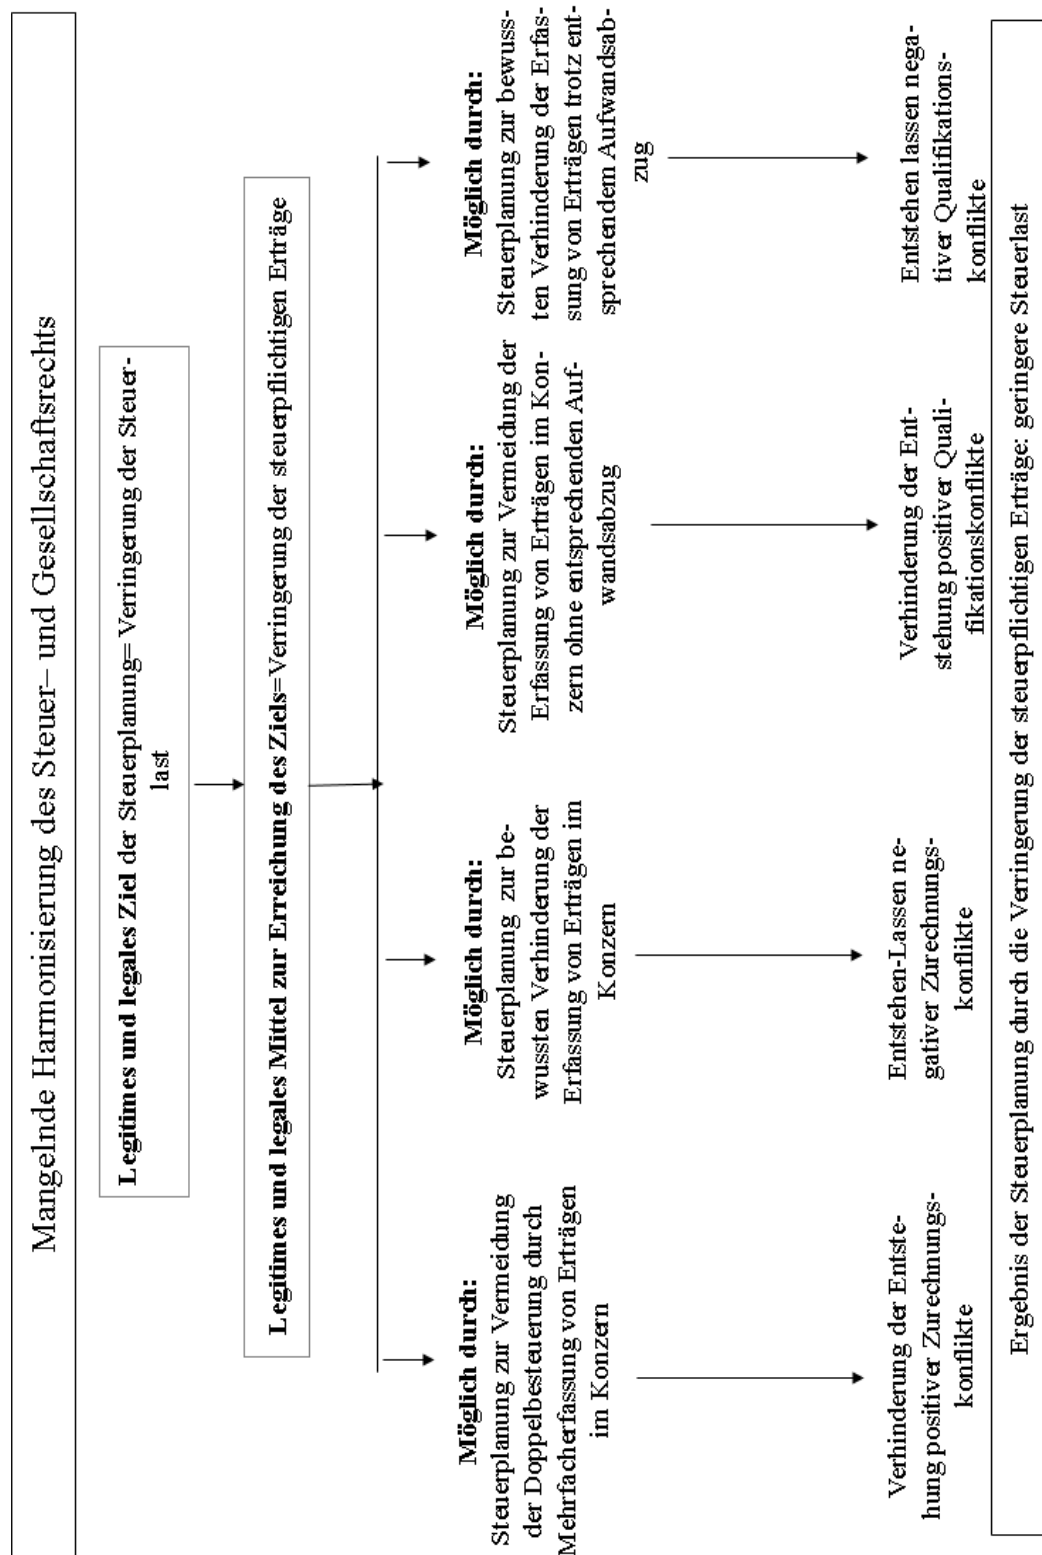 Mangelnde Harmonisierung des Steuer– und Gesellschaftsrechts
Legitimes und legales Ziel der Steuerplanung= Verringerung der Steuer-
last
Legitimes und legales Mittel zur Erreichung des Ziels=Verringerung der steuerpflichtigen Erträge
Möglich durch:
Steuerplanung zur Vermeidung
der Doppelbesteuerung durch
Mehrfacherfassung von Erträgen
im Konzern
Möglich durch:
Steuerplanung zur be-
wussten Verhinderung der
Erfassung von Erträgen im
Konzern
Möglich durch:
Steuerplanung zur Vermeidung der
Erfassung von Erträgen im Kon-
zern ohne entsprechenden Auf-
wandsabzug
Möglich durch:
Steuerplanung zur bewuss-
ten Verhinderung der Erfas-
sung von Erträgen trotz ent-
sprechendem Aufwandsab-
zug
Verhinderung der Entste-
hung positiver Zurechnungs-
konflikte
Entstehen-Lassen ne-
gativer Zurechnungs-
konflikte
Verhinderung der Ent-
stehung positiver Quali-
fikationskonflikte
Entstehen lassen nega-
tiver Qualifikations-
konflikte
Ergebnis der Steuerplanung durch die Verringerung der steuerpflichtigen Erträge: geringere Steuerlast